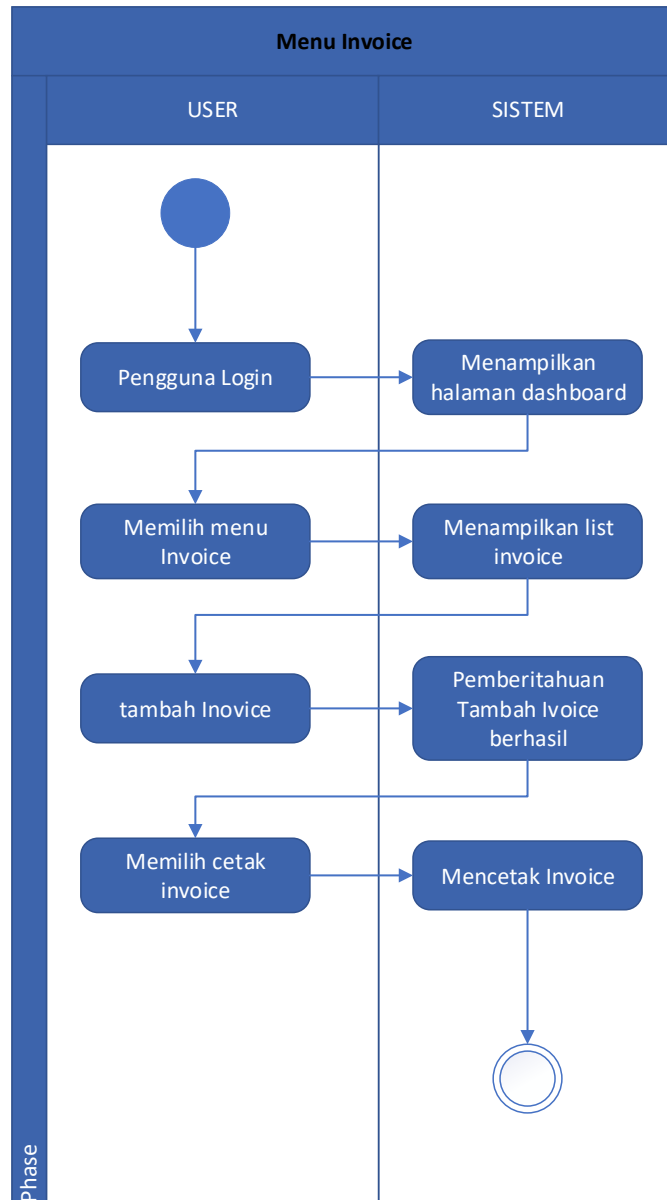 Menu Invoice
USER
SISTEM
Pengguna Login
Menampilkan
halaman dashboard
Memilih menu
Invoice
Menampilkan list
invoice
tambah Inovice
Pemberitahuan
Tambah Ivoice
berhasil
Memilih cetak
invoice
Mencetak Invoice
Phase